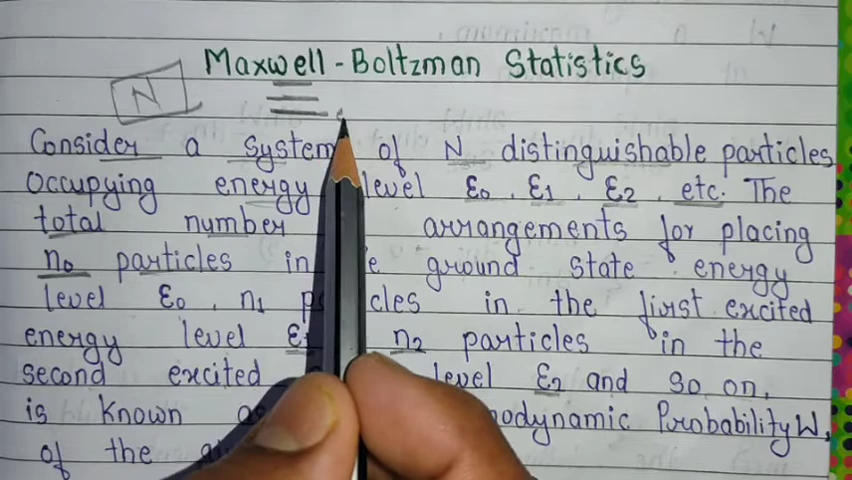 Maxwell - Boltzman Statistics
N
Consider a system of N distinguishable particles
Occupying energy level ε0, ε1, ε2, etc. The
total number arrangements for placing
n0 particles in ground state energy
level ε0, n1 in the first excited
energy level n2 particles in the
second excited level ε2 and so on,
is known Probability W,
of the